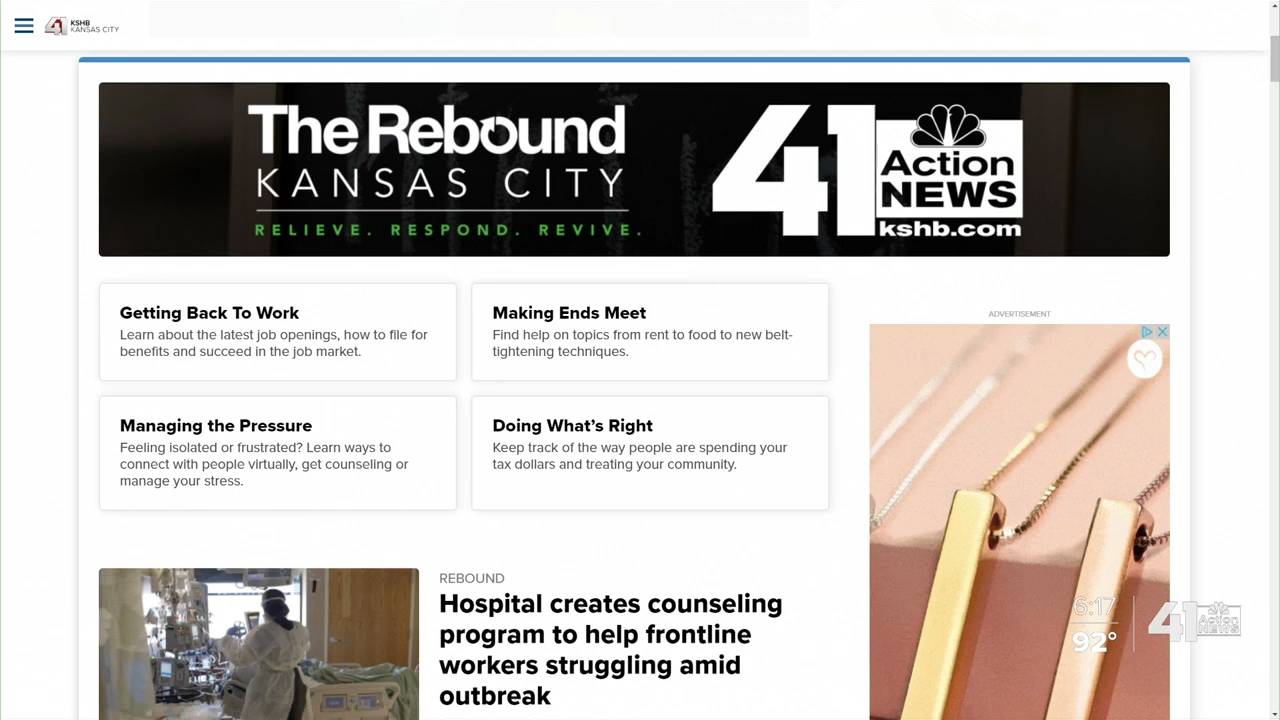 41
KSHB
KANSAS CITY
The Rebound
KANSAS CITY
RELIEVE. RESPOND. REVIVE.
41
Action
NEWS
kshb.com
Getting Back To Work
Learn about the latest job openings, how to file for
benefits and succeed in the job market.
Making Ends Meet
Find help on topics from rent to food to new belt-
tightening techniques.
Managing the Pressure
Feeling isolated or frustrated? Learn ways to
connect with people virtually, get counseling or
manage your stress.
Doing What’s Right
Keep track of the way people are spending your
tax dollars and treating your community.
ADVERTISEMENT
REBOUND
Hospital creates counseling
program to help frontline
workers struggling amid
outbreak
6:17
92°
41
Action
NEWS